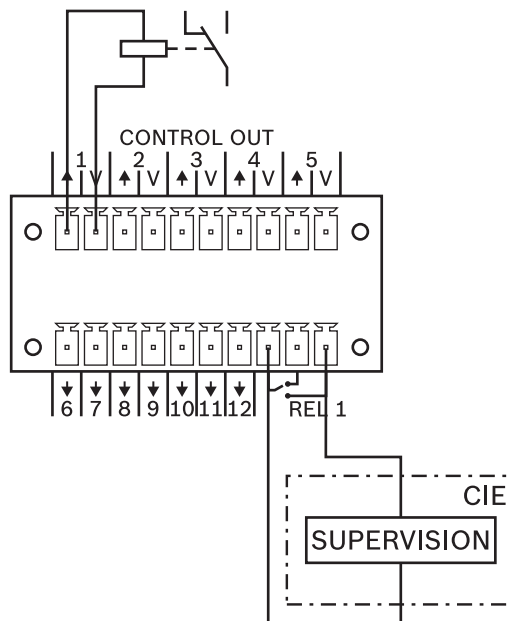 CONTROL OUT
1 V 2 V 3 V 4 V 5 V
6 7 8 9 10 11 12 REL 1
CIE
SUPERVISION